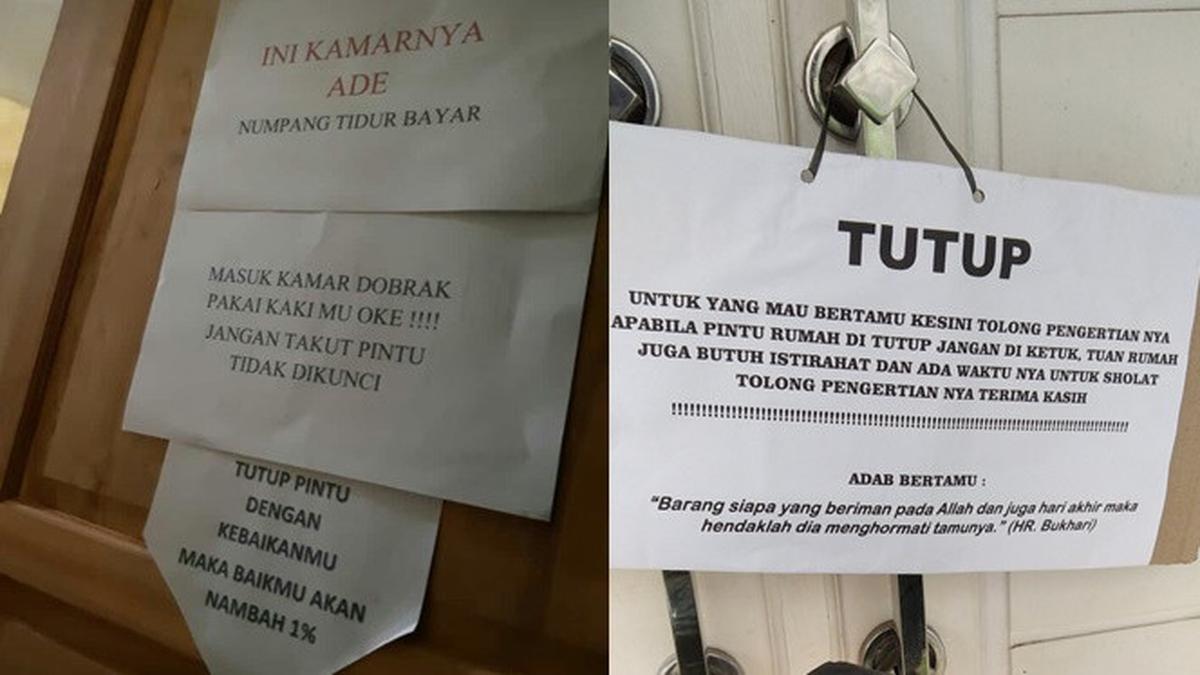 INI KAMARNYA
ADE
NUMPANG TIDUR BAYAR
MASUK KAMAR DOBRAK
PAKAI KAKI MU OKE !!!!
JANGAN TAKUT PINTU
TIDAK DIKUNCI
TUTUP PINTU
DENGAN
KEBAIKANMU
MAKA BAIKMU AKAN
NAMBAH 1%
TUTUP
UNTUK YANG MAU BERTAMU KESINI TOLONG PENGERTIAN NYA
APABILA PINTU RUMAH DI TUTUP JANGAN DI KETUK, TUAN RUMAH
JUGA BUTUH ISTIRAHAT DAN ADA WAKTU NYA UNTUK SHOLAT
TOLONG PENGERTIAN NYA TERIMA KASIH
!!!!!!!!!!!!!!!!!!!!!!!!!!!!!!!!!!!!!!!!!!!!!!!!!!!!!!!!!!!!!!!!!!!!!!!!!!!!!!!!
ADAB BERTAMU :
"Barang siapa yang beriman pada Allah dan juga hari akhir maka
hendaklah dia menghormati tamunya." (HR. Bukhari)